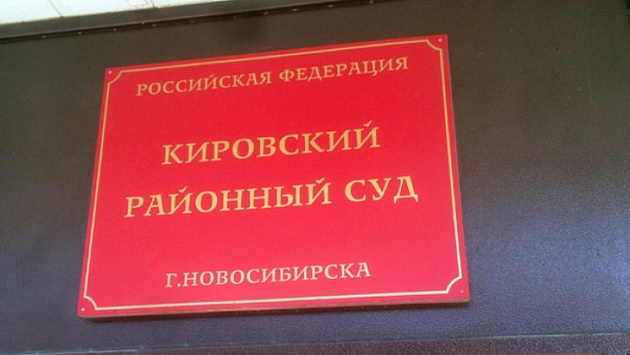 РОССИЙСКАЯ ФЕДЕРАЦИЯ
КИРОВСКИЙ
РАЙОННЫЙ СУД
Г.НОВОСИБИРСКА